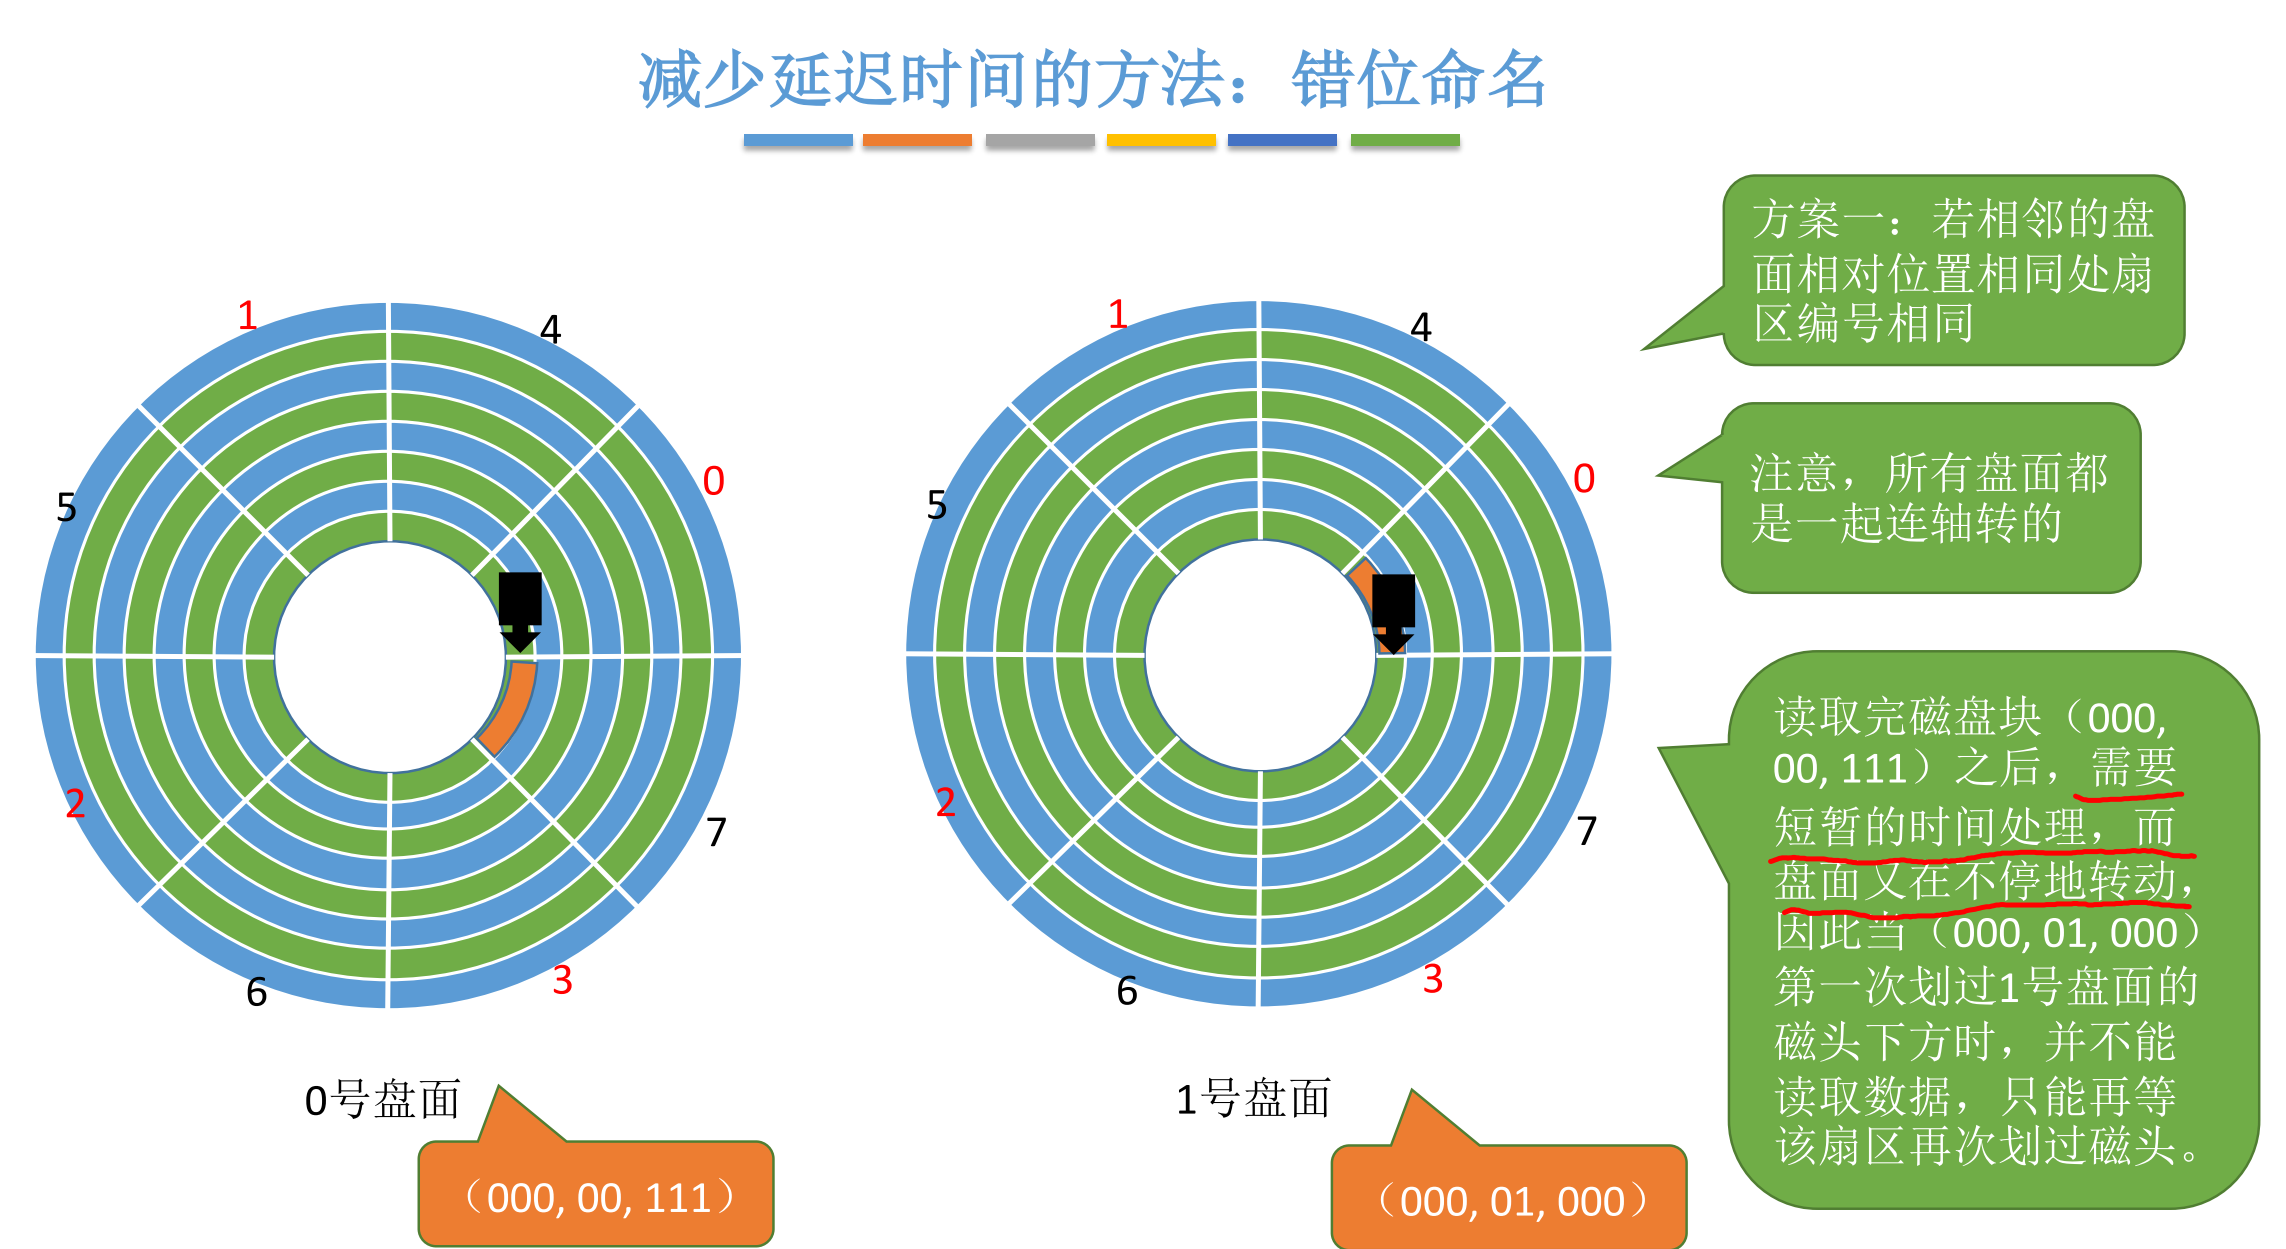 减少延迟时间的方法：错位命名
方案一：若相邻的盘
面相对位置相同处扇
区编号相同
注意，所有盘面都
是一起连轴转的
读取完磁盘块（000,
00, 111）之后，需要
短暂的时间处理，而
盘面又在不停地转动，
因此当（000, 01, 000）
第一次划过1号盘面的
磁头下方时，并不能
读取数据，只能再等
该扇区再次划过磁头。
1
4
0
5
2
7
6
3
0号盘面
（000, 00, 111）
1
4
0
5
2
7
6
3
1号盘面
（000, 01, 000）